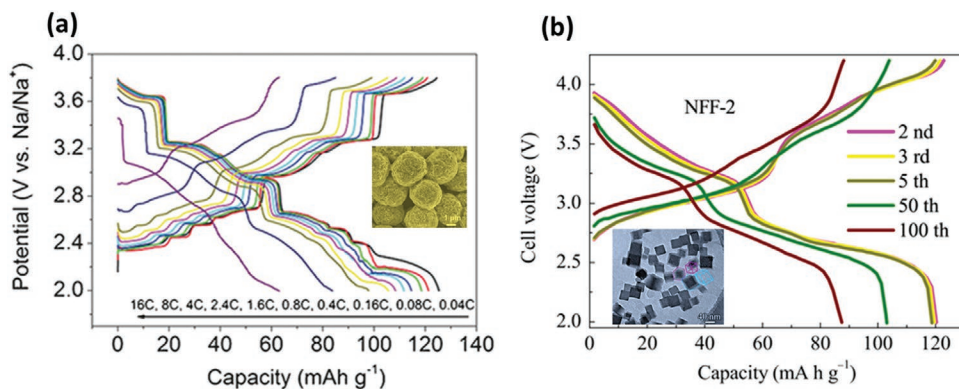 (a)
4.0
3.6
3.2
2.8
2.4
2.0
Potential (V vs. Na/Na⁺)
1 μm
16C, 8C, 4C, 2.4C, 1.6C, 0.8C, 0.4C, 0.16C, 0.08C, 0.04C
0 20 40 60 80 100 120 140
Capacity (mAh g⁻¹)
(b)
4.0
3.5
3.0
2.5
2.0
Cell voltage (V)
NFF-2
2 nd
3 rd
5 th
50 th
100 th
0 20 40 60 80 100 120
Capacity (mA h g⁻¹)